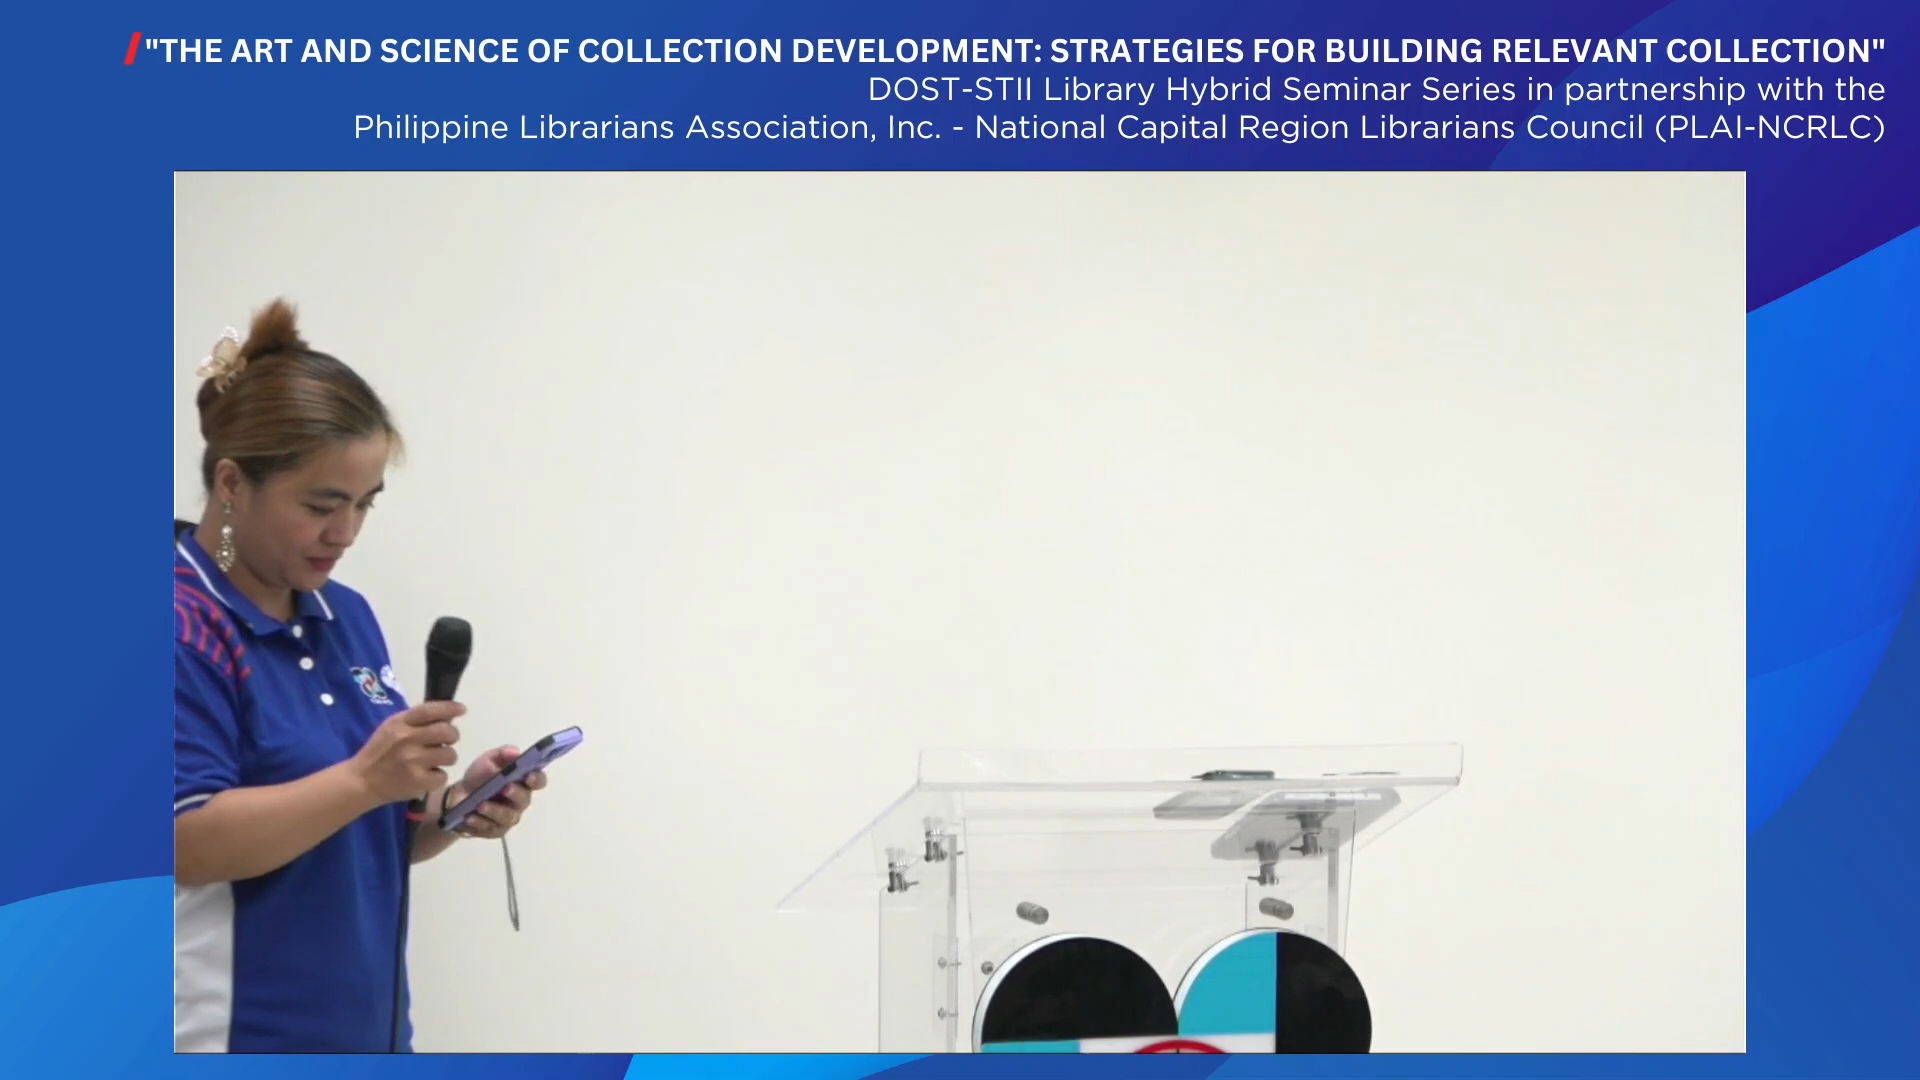 "THE ART AND SCIENCE OF COLLECTION DEVELOPMENT: STRATEGIES FOR BUILDING RELEVANT COLLECTION"
DOST-STII Library Hybrid Seminar Series in partnership with the
Philippine Librarians Association, Inc. - National Capital Region Librarians Council (PLAI-NCRLC)